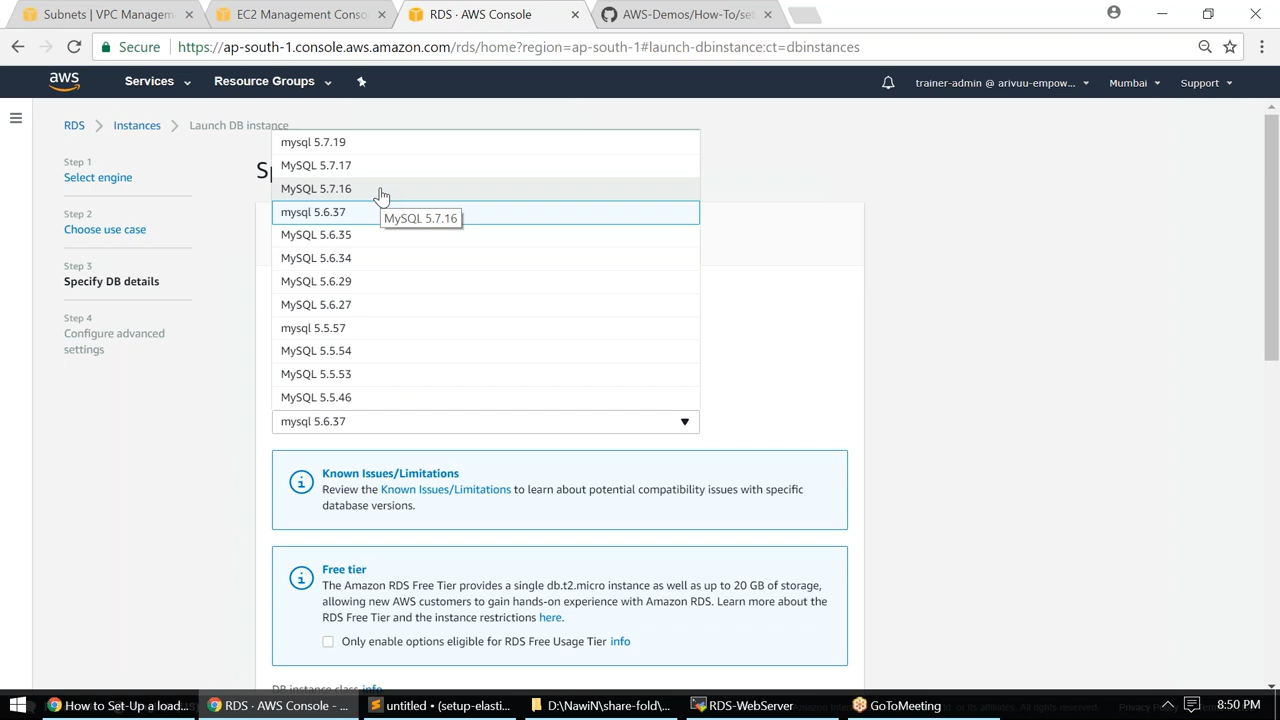 Subnets | VPC Managem
EC2 Management Conso
RDS · AWS Console
AWS-Demos/How-To/set
Secure
https://ap-south-1.console.aws.amazon.com/rds/home?region=ap-south-1#launch-dbinstance:ct=dbinstances
aws
Services
Resource Groups
trainer-admin @ arivuu-empow...
Mumbai
Support
RDS
Instances
Launch DB instance
Step 1
Select engine
Step 2
Choose use case
Step 3
Specify DB details
Step 4
Configure advanced
settings
Sp
mysql 5.7.19
MySQL 5.7.17
MySQL 5.7.16
mysql 5.6.37
MySQL 5.7.16
MySQL 5.6.35
MySQL 5.6.34
MySQL 5.6.29
MySQL 5.6.27
mysql 5.5.57
MySQL 5.5.54
MySQL 5.5.53
MySQL 5.5.46
mysql 5.6.37
Known Issues/Limitations
Review the Known Issues/Limitations to learn about potential compatibility issues with specific
database versions.
Free tier
The Amazon RDS Free Tier provides a single db.t2.micro instance as well as up to 20 GB of storage,
allowing new AWS customers to gain hands-on experience with Amazon RDS. Learn more about the
RDS Free Tier and the instance restrictions here.
Only enable options eligible for RDS Free Usage Tier info
DB instance class info
How to Set-Up a load...
RDS · AWS Console - ...
untitled • (setup-elasti...
D:\NawiN\share-fold\...
RDS-WebServer
GoToMeeting
8:50 PM